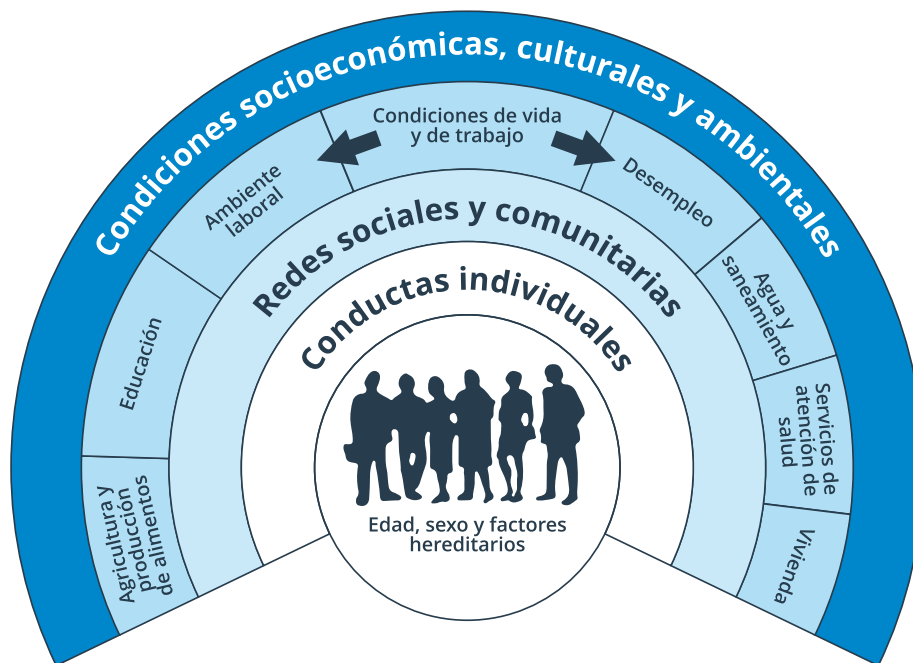 Condiciones socioeconómicas, culturales y ambientales
Condiciones de vida
y de trabajo
Agricultura y
producción
de alimentos
Educación
Ambiente
laboral
Desempleo
Agua y
saneamiento
Servicios de
atención de
salud
Vivienda
Redes sociales y comunitarias
Conductas individuales
Edad, sexo y factores
hereditarios